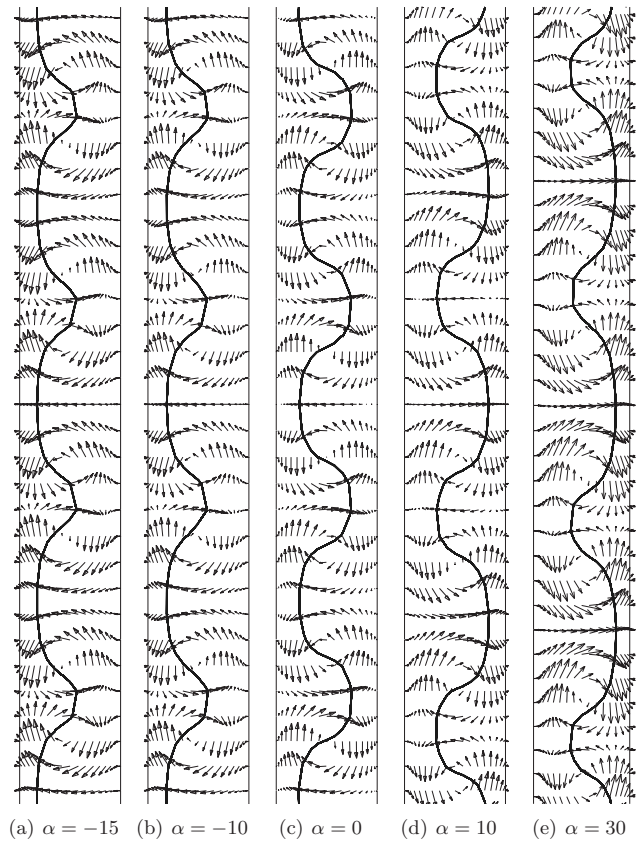 (a) α = −15 (b) α = −10 (c) α = 0 (d) α = 10 (e) α = 30